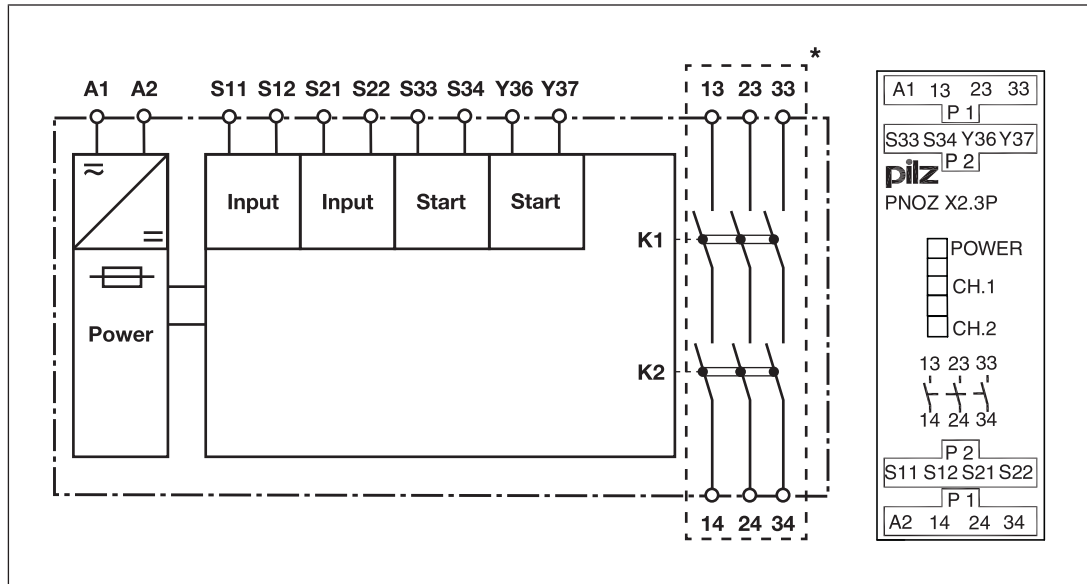 *
A1 A2 S11 S12 S21 S22 S33 S34 Y36 Y37 13 23 33
Input Input Start Start
K1
Power
K2
14 24 34
A1 13 23 33
P 1
S33 S34 Y36 Y37
P 2
pilz
PNOZ X2.3P
POWER
CH.1
CH.2
13 23 33
14 24 34
P 2
S11 S12 S21 S22
P 1
A2 14 24 34